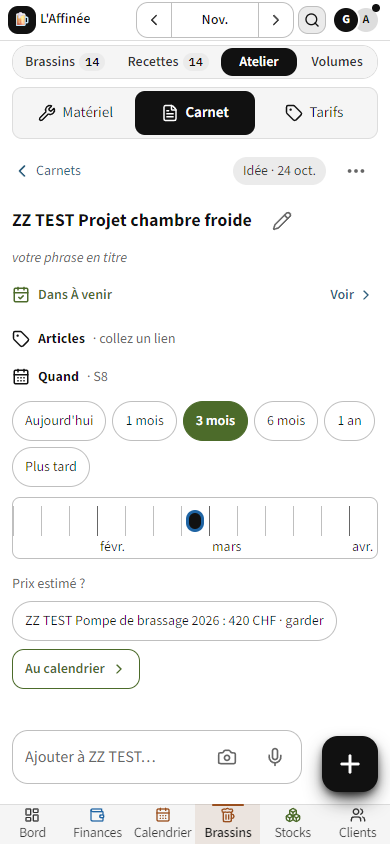 L'Affinée
Nov.
G
A
Brassins 14
Recettes 14
Atelier
Volumes
Matériel
Carnet
Tarifs
Carnets
Idée · 24 oct.
ZZ TEST Projet chambre froide
votre phrase en titre
Dans À venir
Voir
Articles · collez un lien
Quand · S8
Aujourd'hui
1 mois
3 mois
6 mois
1 an
Plus tard
févr.
mars
avr.
Prix estimé ?
ZZ TEST Pompe de brassage 2026 : 420 CHF · garder
Au calendrier
Ajouter à ZZ TEST…
Bord
Finances
Calendrier
Brassins
Stocks
Clients